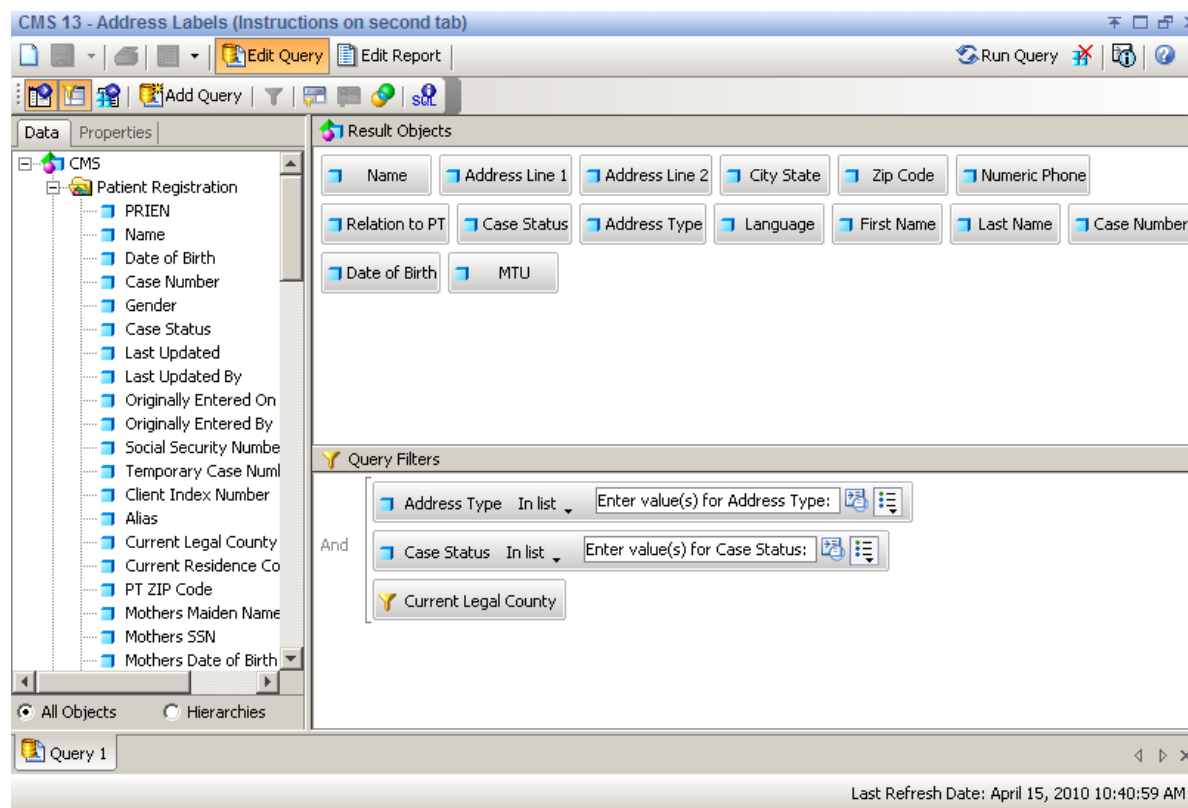 CMS 13 - Address Labels (Instructions on second tab)
Edit Query Edit Report Run Query
Add Query SQL
Data Properties
CMS
Patient Registration
PRIEN
Name
Date of Birth
Case Number
Gender
Case Status
Last Updated
Last Updated By
Originally Entered On
Originally Entered By
Social Security Numbe
Temporary Case Num
Client Index Number
Alias
Current Legal County
Current Residence Co
PT ZIP Code
Mothers Maiden Name
Mothers SSN
Mothers Date of Birth
All Objects Hierarchies
Result Objects
Name Address Line 1 Address Line 2 City State Zip Code Numeric Phone
Relation to PT Case Status Address Type Language First Name Last Name Case Number
Date of Birth MTU
Query Filters
And
Address Type In list Enter value(s) for Address Type:
Case Status In list Enter value(s) for Case Status:
Current Legal County
Query 1
Last Refresh Date: April 15, 2010 10:40:59 AM